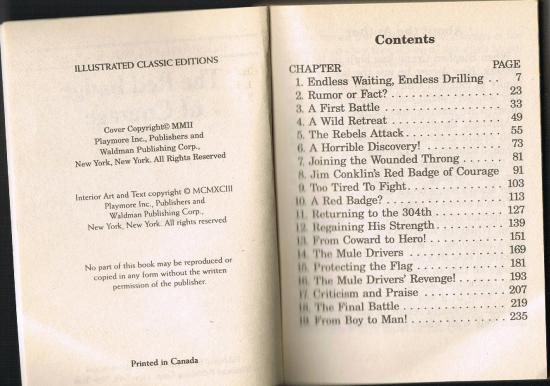 ILLUSTRATED CLASSIC EDITIONS
Cover Copyright© MMII
Playmore Inc., Publishers and
Waldman Publishing Corp.,
New York, New York. All Rights Reserved
Interior Art and Text copyright © MCMXCIII
Playmore Inc., Publishers and
Waldman Publishing Corp.,
New York, New York. All rights reserved
No part of this book may be reproduced or
copied in any form without the written
permission of the publisher.
Printed in Canada
Contents
CHAPTER PAGE
1. Endless Waiting, Endless Drilling . . 7
2. Rumor or Fact? . . . . . . . . . . . . . . . . 23
3. A First Battle . . . . . . . . . . . . . . . . . 33
4. A Wild Retreat . . . . . . . . . . . . . . . . 49
5. The Rebels Attack. . . . . . . . . . . . . . 55
6. A Horrible Discovery! . . . . . . . . . . . 73
7. Joining the Wounded Throng . . . . . 81
8. Jim Conklin's Red Badge of Courage 91
9. Too Tired To Fight. . . . . . . . . . . . . . 103
10. A Red Badge? . . . . . . . . . . . . . . . . 113
11. Returning to the 304th . . . . . . . . . . 127
12. Regaining His Strength. . . . . . . . . . 139
13. From Coward to Hero! . . . . . . . . . . 151
14. The Mule Drivers . . . . . . . . . . . . . . 169
15. Protecting the Flag . . . . . . . . . . . . . 181
16. The Mule Drivers' Revenge! . . . . . . 193
17. Criticism and Praise . . . . . . . . . . . . 207
18. The Final Battle . . . . . . . . . . . . . . . 219
19. From Boy to Man! . . . . . . . . . . . . . . 235